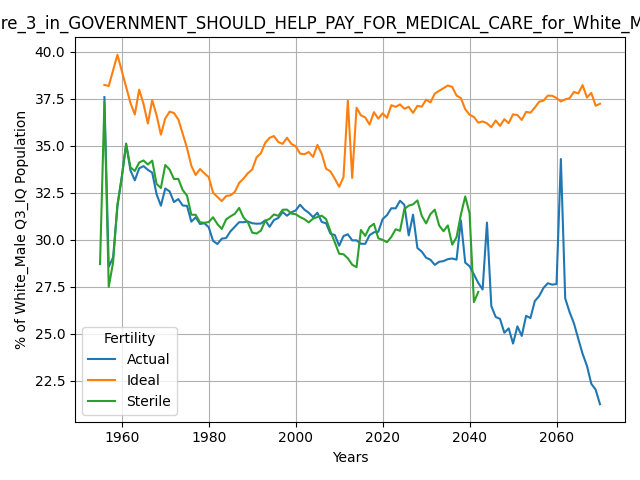 re_3_in_GOVERNMENT_SHOULD_HELP_PAY_FOR_MEDICAL_CARE_for_White_M
% of White_Male Q3_IQ Population
40.0
37.5
35.0
32.5
30.0
27.5
25.0
22.5
Fertility
Actual
Ideal
Sterile
1960
1980
2000
2020
2040
2060
Years